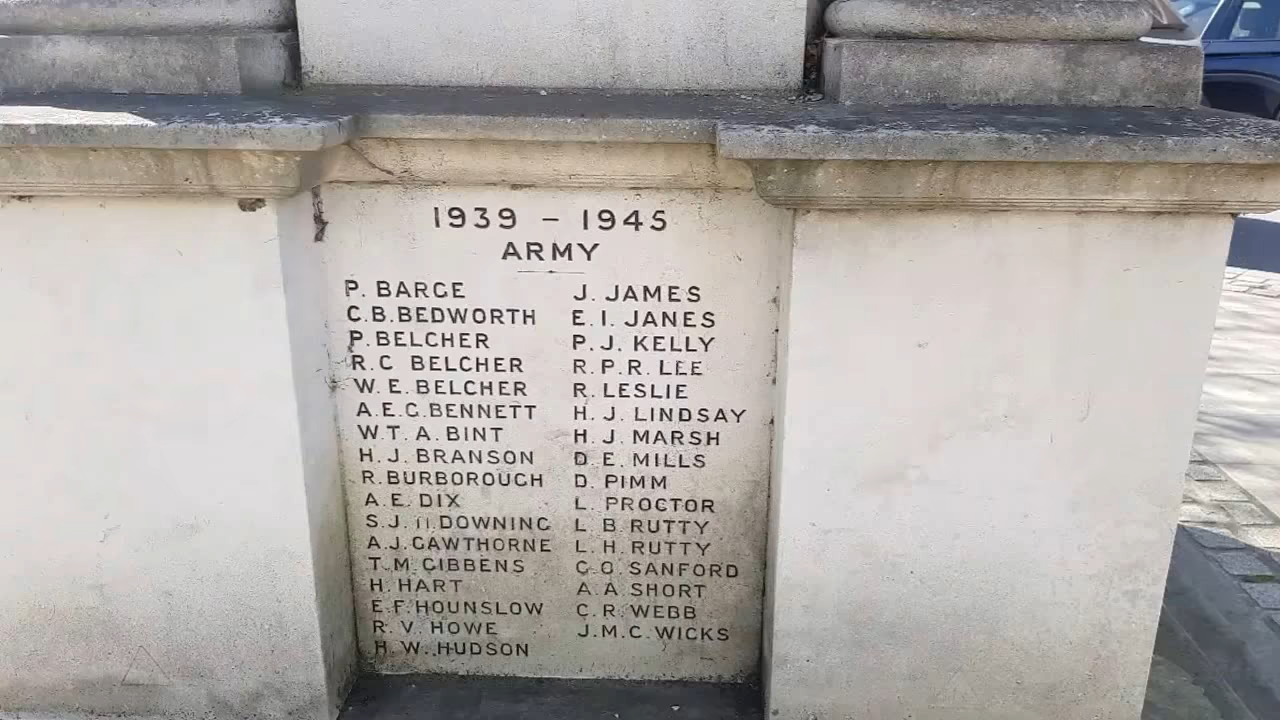 1939 - 1945
ARMY
P. BARGE
C.B. BEDWORTH
P. BELCHER
R.C BELCHER
W.E. BELCHER
A.E.C. BENNETT
W.T.A. BINT
H.J. BRANSON
R. BURBOROUGH
A.E. DIX
S.J. DOWNING
A.J. GAWTHORNE
T.M. GIBBENS
H. HART
E.F. HOUNSLOW
R.V. HOWE
H.W. HUDSON
J. JAMES
E.I. JANES
P.J. KELLY
R.P.R. LEE
R. LESLIE
H.J. LINDSAY
H.J. MARSH
D.E. MILLS
D. PIMM
L. PROCTOR
L.B. RUTTY
L.H. RUTTY
SANFORD
A.A. SHORT
C.R. WEBB
J.M.C. WICKS